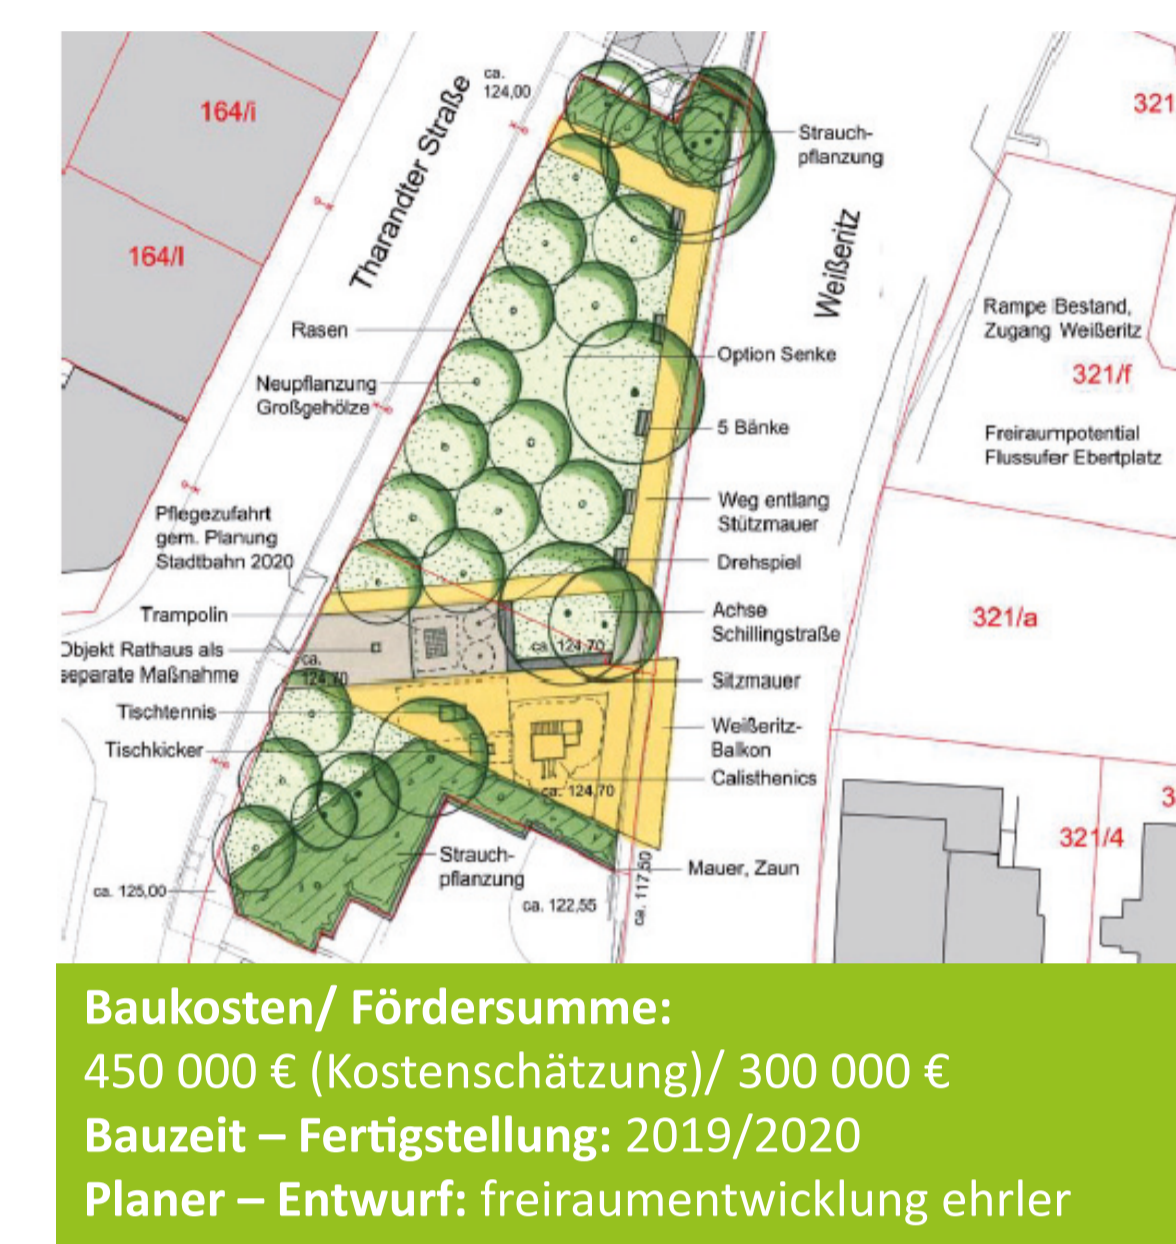 ca.
124,00
164/i
321
Strauch-
pflanzung
Tharandter Straße
Weißeritz
164/l
Rampe Bestand,
Zugang Weißeritz
Rasen
Option Senke
321/f
Neupflanzung
Großgehölze
5 Bänke
Freiraumpotential
Flussufer Ebertplatz
Weg entlang
Stützmauer
Pflegezufahrt
gem. Planung
Stadtbahn 2020
Drehspiel
Trampolin
Achse
Schillingstraße
321/a
Objekt Rathaus als
separate Maßnahme
ca. 124,70
ca.
124,70
Sitzmauer
Tischtennis
Weißeritz-
Balkon
Tischkicker
Calisthenics
ca. 124,70
3
321/4
Strauch-
pflanzung
Mauer, Zaun
ca. 125,00
ca. 122,55
ca. 117,50
Baukosten/ Fördersumme:
450 000 € (Kostenschätzung)/ 300 000 €
Bauzeit – Fertigstellung: 2019/2020
Planer – Entwurf: freiraumentwicklung ehrler